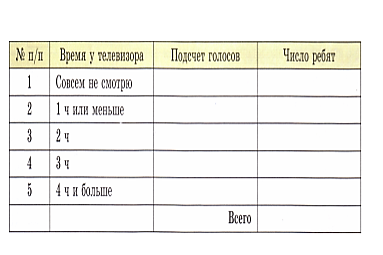 № п/п Время у телевизора Подсчет голосов Число ребят
1 Совсем не смотрю
2 1 ч или меньше
3 2 ч
4 3 ч
5 4 ч и больше
Всего